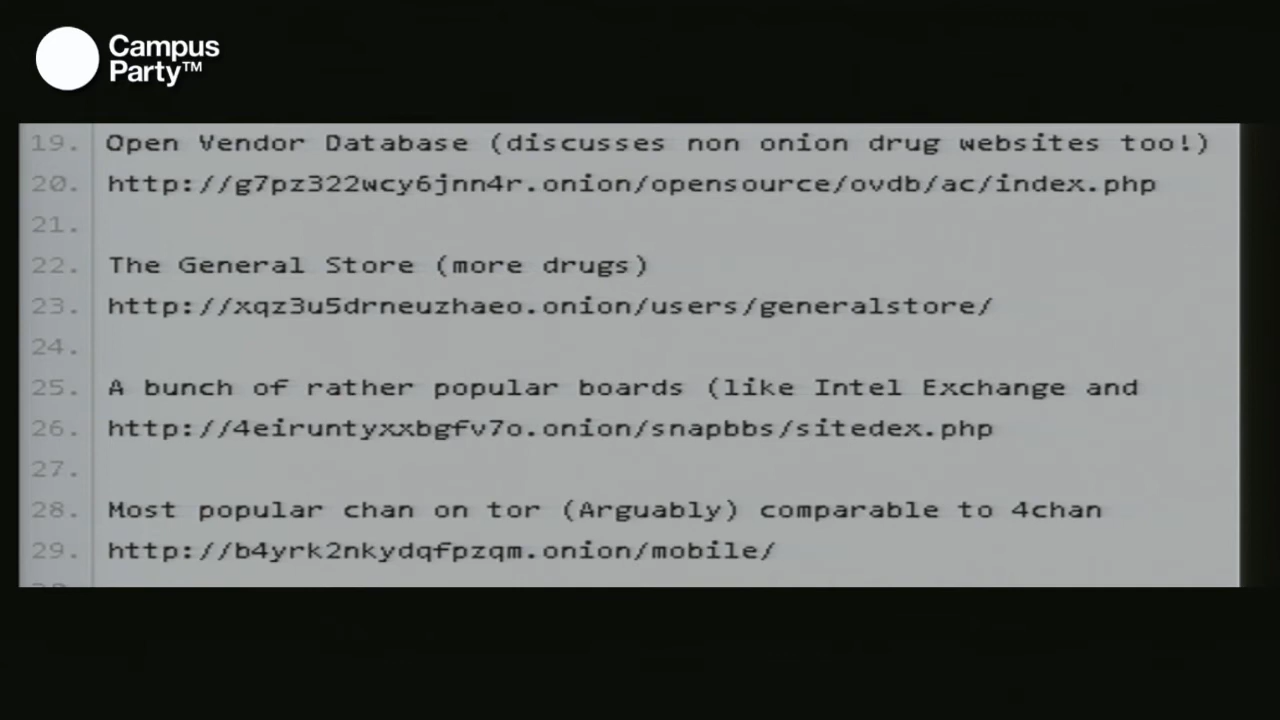 Campus
Party™
19. Open Vendor Database (discusses non onion drug websites too!)
20. http://g7pz322wcy6jnn4r.onion/opensource/ovdb/ac/index.php
21.
22. The General Store (more drugs)
23. http://xqz3u5drneuzhaeo.onion/users/generalstore/
24.
25. A bunch of rather popular boards (like Intel Exchange and
26. http://4eiruntyxxbgfv7o.onion/snapbbs/sitedex.php
27.
28. Most popular chan on tor (Arguably) comparable to 4chan
29. http://b4yrk2nkydqfpzqm.onion/mobile/